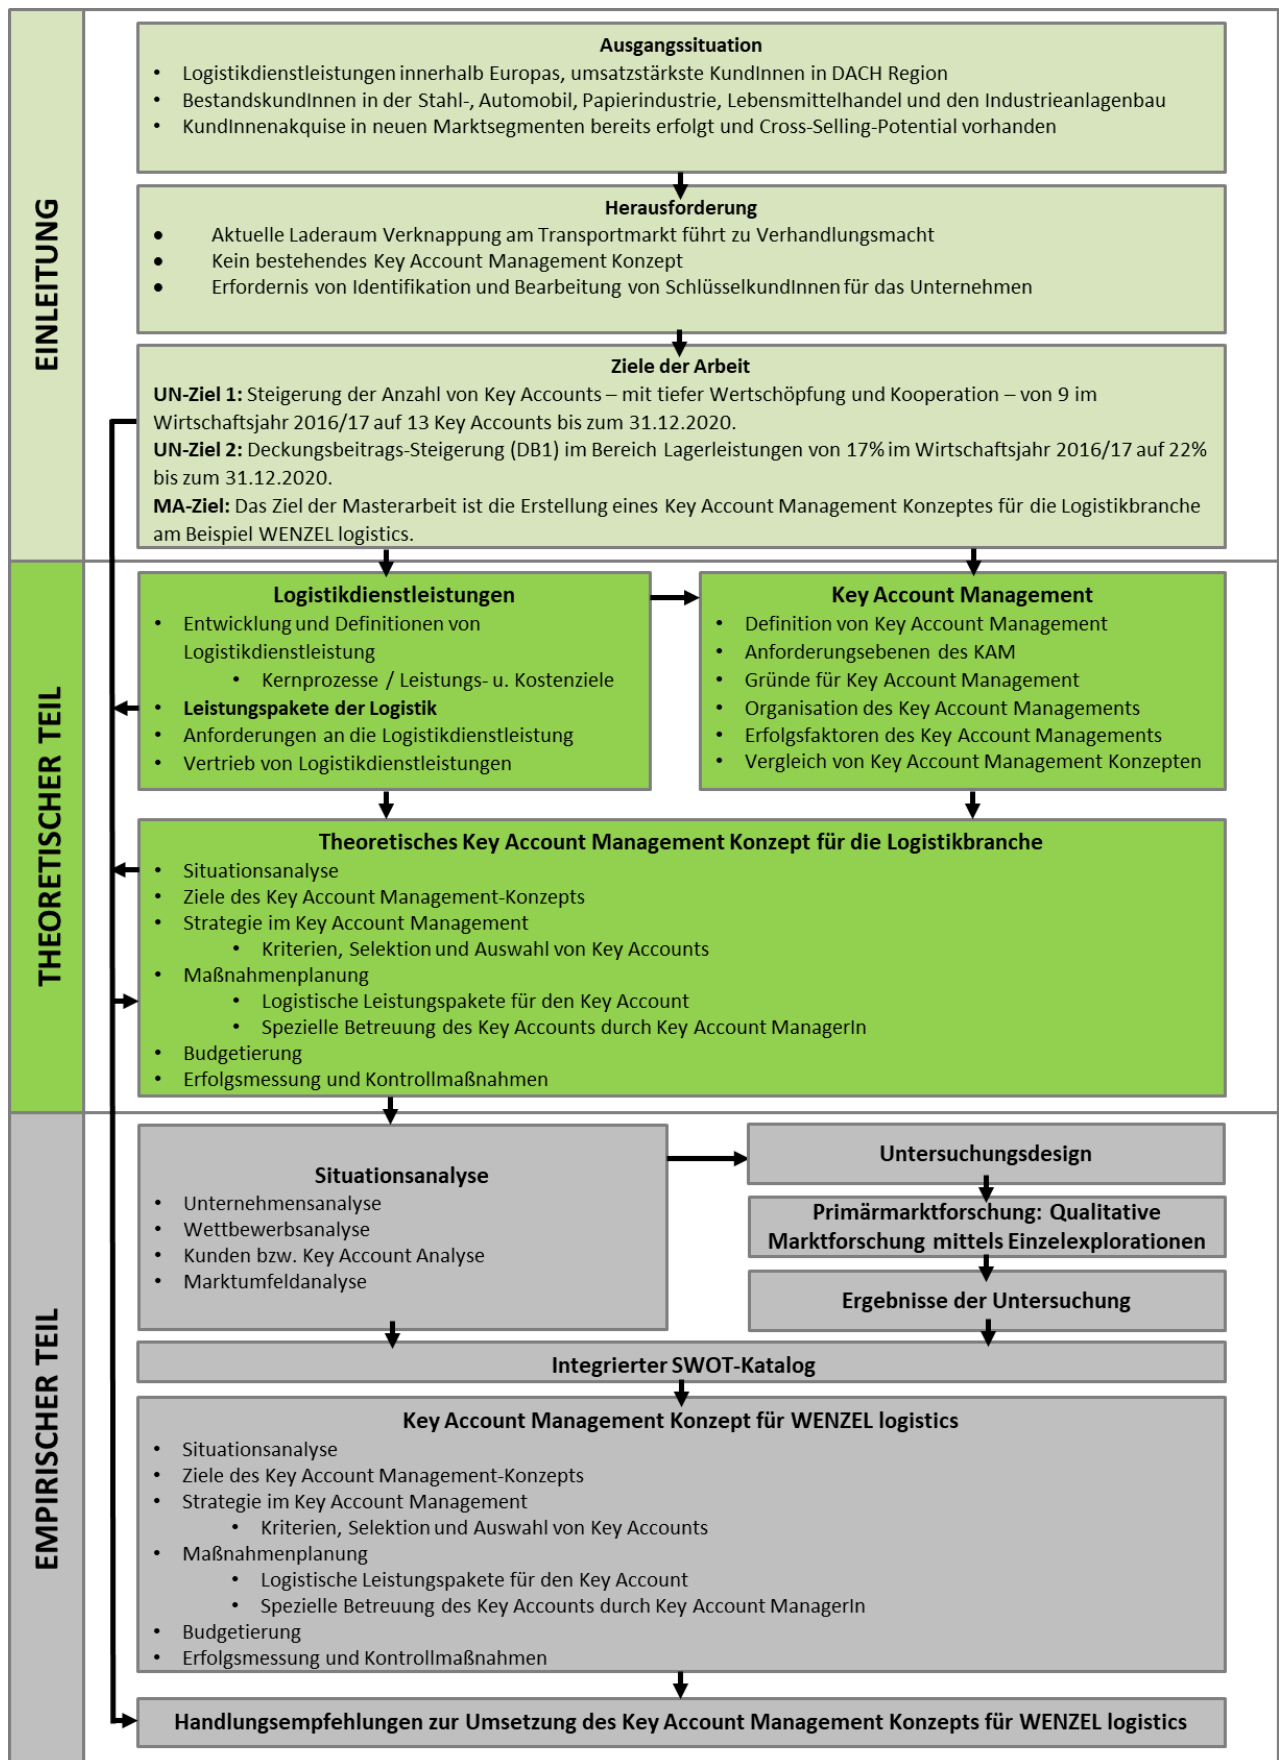 EINLEITUNG
Ausgangssituation
• Logistikdienstleistungen innerhalb Europas, umsatzstärkste KundInnen in DACH Region
• BestandskundInnen in der Stahl-, Automobil, Papierindustrie, Lebensmittelhandel und den Industrieanlagenbau
• KundInnenakquise in neuen Marktsegmenten bereits erfolgt und Cross-Selling-Potential vorhanden
Herausforderung
• Aktuelle Laderaum Verknappung am Transportmarkt führt zu Verhandlungsmacht
• Kein bestehendes Key Account Management Konzept
• Erfordernis von Identifikation und Bearbeitung von SchlüsselkundInnen für das Unternehmen
Ziele der Arbeit
UN-Ziel 1: Steigerung der Anzahl von Key Accounts – mit tiefer Wertschöpfung und Kooperation – von 9 im
Wirtschaftsjahr 2016/17 auf 13 Key Accounts bis zum 31.12.2020.
UN-Ziel 2: Deckungsbeitrags-Steigerung (DB1) im Bereich Lagerleistungen von 17% im Wirtschaftsjahr 2016/17 auf 22%
bis zum 31.12.2020.
MA-Ziel: Das Ziel der Masterarbeit ist die Erstellung eines Key Account Management Konzeptes für die Logistikbranche
am Beispiel WENZEL logistics.
THEORETISCHER TEIL
Logistikdienstleistungen
• Entwicklung und Definitionen von
Logistikdienstleistung
• Kernprozesse / Leistungs- u. Kostenziele
• Leistungspakete der Logistik
• Anforderungen an die Logistikdienstleistung
• Vertrieb von Logistikdienstleistungen
Key Account Management
• Definition von Key Account Management
• Anforderungsebenen des KAM
• Gründe für Key Account Management
• Organisation des Key Account Managements
• Erfolgsfaktoren des Key Account Managements
• Vergleich von Key Account Management Konzepten
Theoretisches Key Account Management Konzept für die Logistikbranche
• Situationsanalyse
• Ziele des Key Account Management-Konzepts
• Strategie im Key Account Management
• Kriterien, Selektion und Auswahl von Key Accounts
• Maßnahmenplanung
• Logistische Leistungspakete für den Key Account
• Spezielle Betreuung des Key Accounts durch Key Account ManagerIn
• Budgetierung
• Erfolgsmessung und Kontrollmaßnahmen
EMPIRISCHER TEIL
Situationsanalyse
• Unternehmensanalyse
• Wettbewerbsanalyse
• Kunden bzw. Key Account Analyse
• Marktumfeldanalyse
Untersuchungsdesign
Primärmarktforschung: Qualitative
Marktforschung mittels Einzelexplorationen
Ergebnisse der Untersuchung
Integrierter SWOT-Katalog
Key Account Management Konzept für WENZEL logistics
• Situationsanalyse
• Ziele des Key Account Management-Konzepts
• Strategie im Key Account Management
• Kriterien, Selektion und Auswahl von Key Accounts
• Maßnahmenplanung
• Logistische Leistungspakete für den Key Account
• Spezielle Betreuung des Key Accounts durch Key Account ManagerIn
• Budgetierung
• Erfolgsmessung und Kontrollmaßnahmen
Handlungsempfehlungen zur Umsetzung des Key Account Management Konzepts für WENZEL logistics